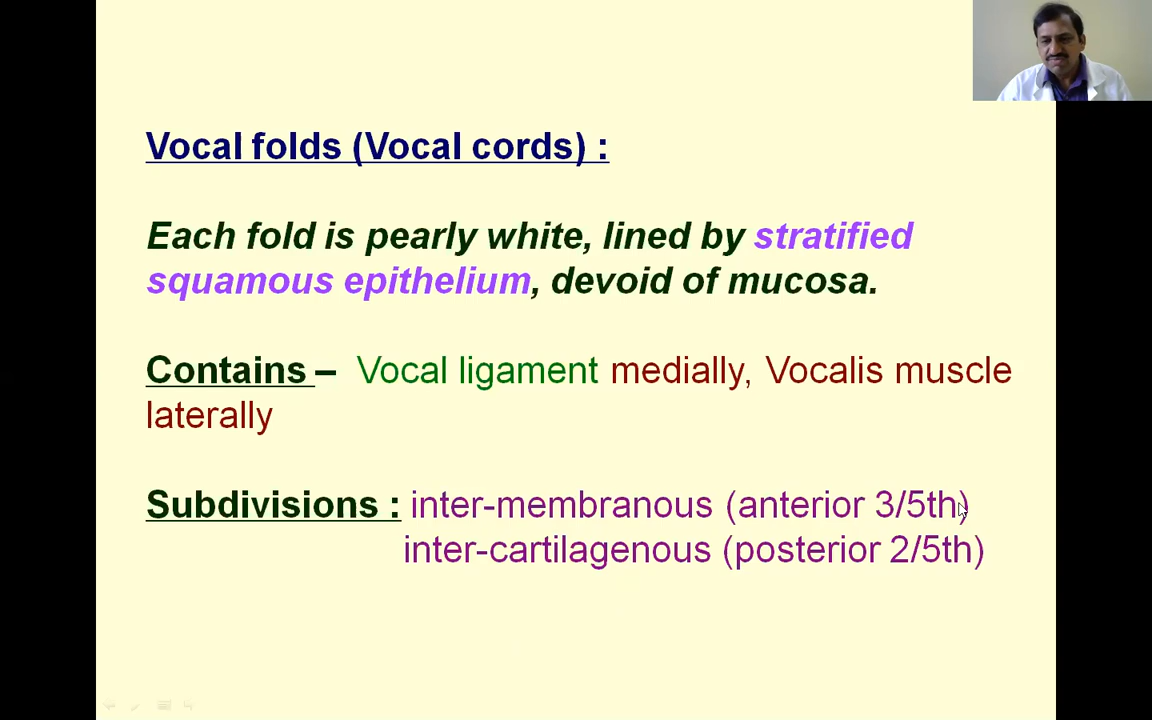 Vocal folds (Vocal cords) :
Each fold is pearly white, lined by stratified
squamous epithelium, devoid of mucosa.
Contains – Vocal ligament medially, Vocalis muscle
laterally
Subdivisions : inter-membranous (anterior 3/5th)
inter-cartilagenous (posterior 2/5th)